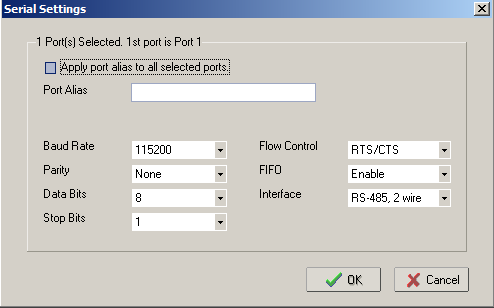 Serial Settings
1 Port(s) Selected. 1st port is Port 1
Apply port alias to all selected ports.
Port Alias
Baud Rate 115200 Flow Control RTS/CTS
Parity None FIFO Enable
Data Bits 8 Interface RS-485, 2 wire
Stop Bits 1
OK Cancel